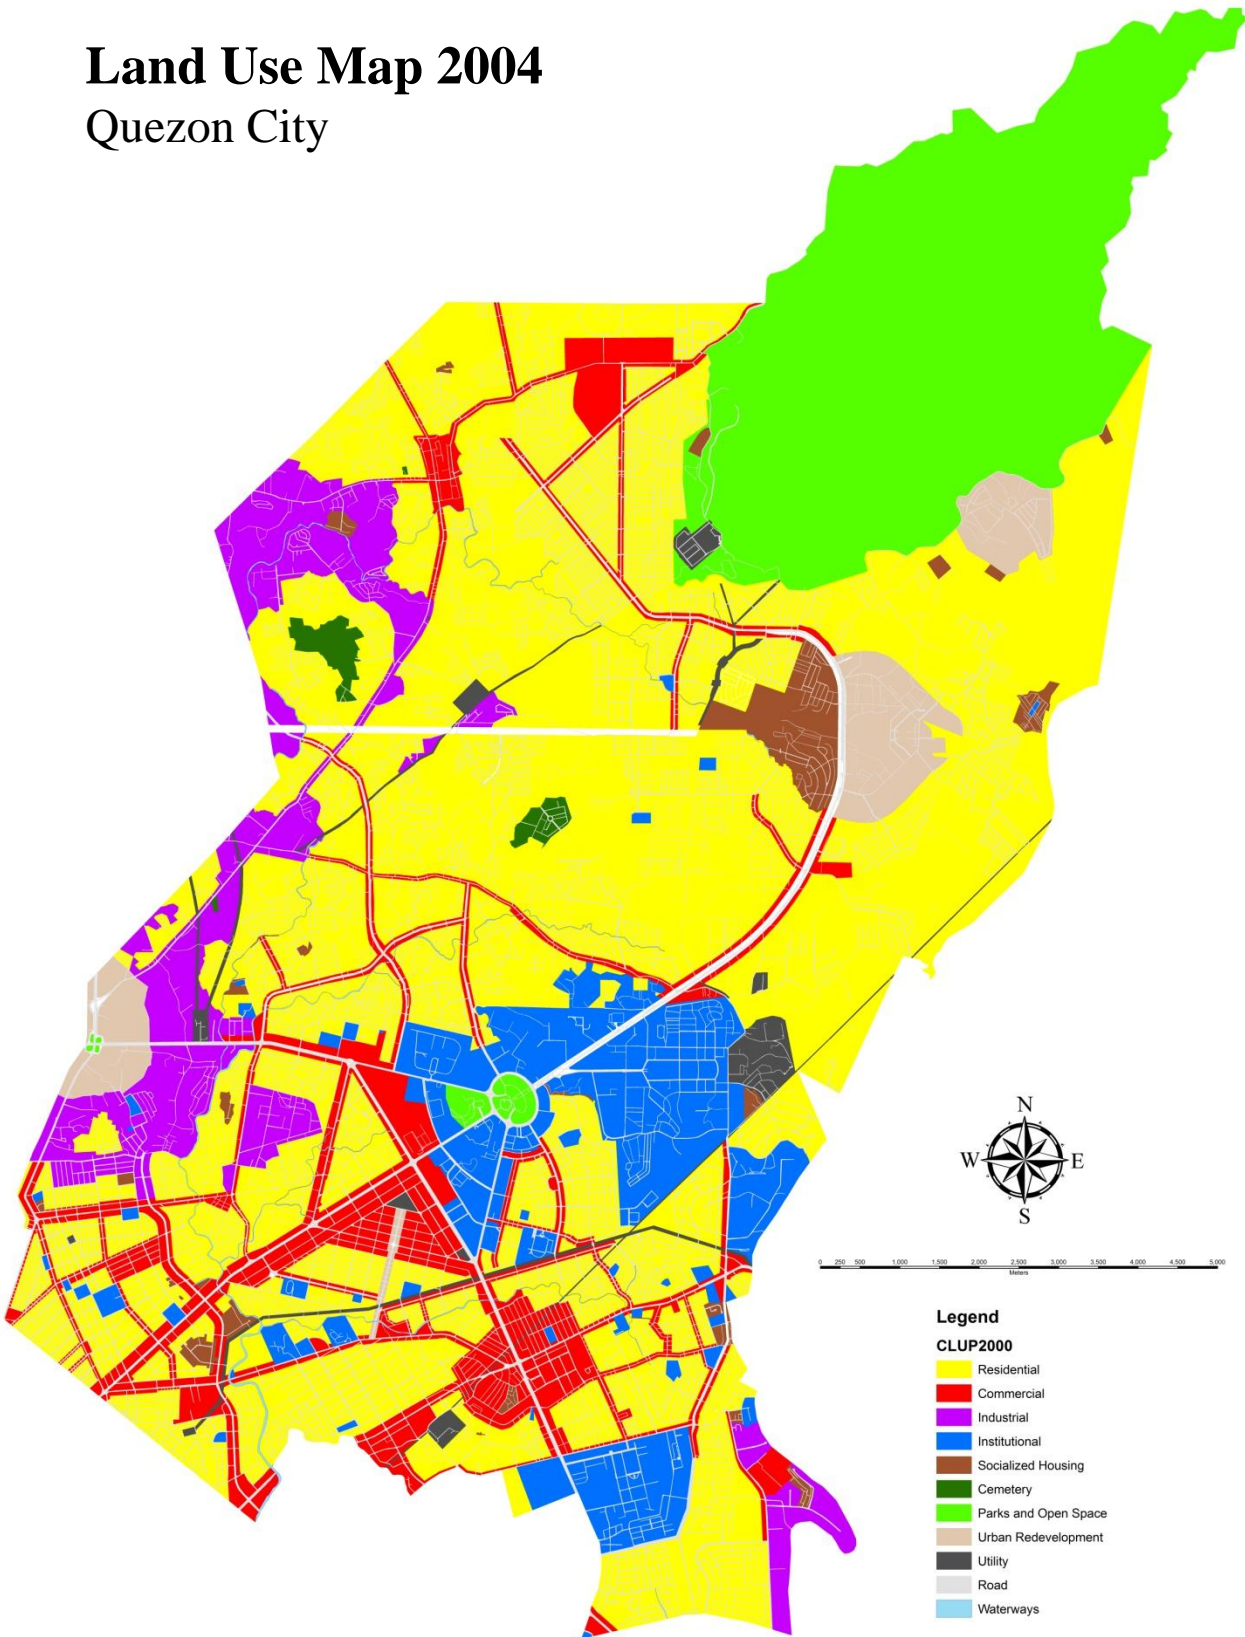 Land Use Map 2004
Quezon City
N
W E
S
0 250 500 1,000 1,500 2,000 2,500 3,000 3,500 4,000 4,500 5,000
Meters
Legend
CLUP2000
Residential
Commercial
Industrial
Institutional
Socialized Housing
Cemetery
Parks and Open Space
Urban Redevelopment
Utility
Road
Waterways